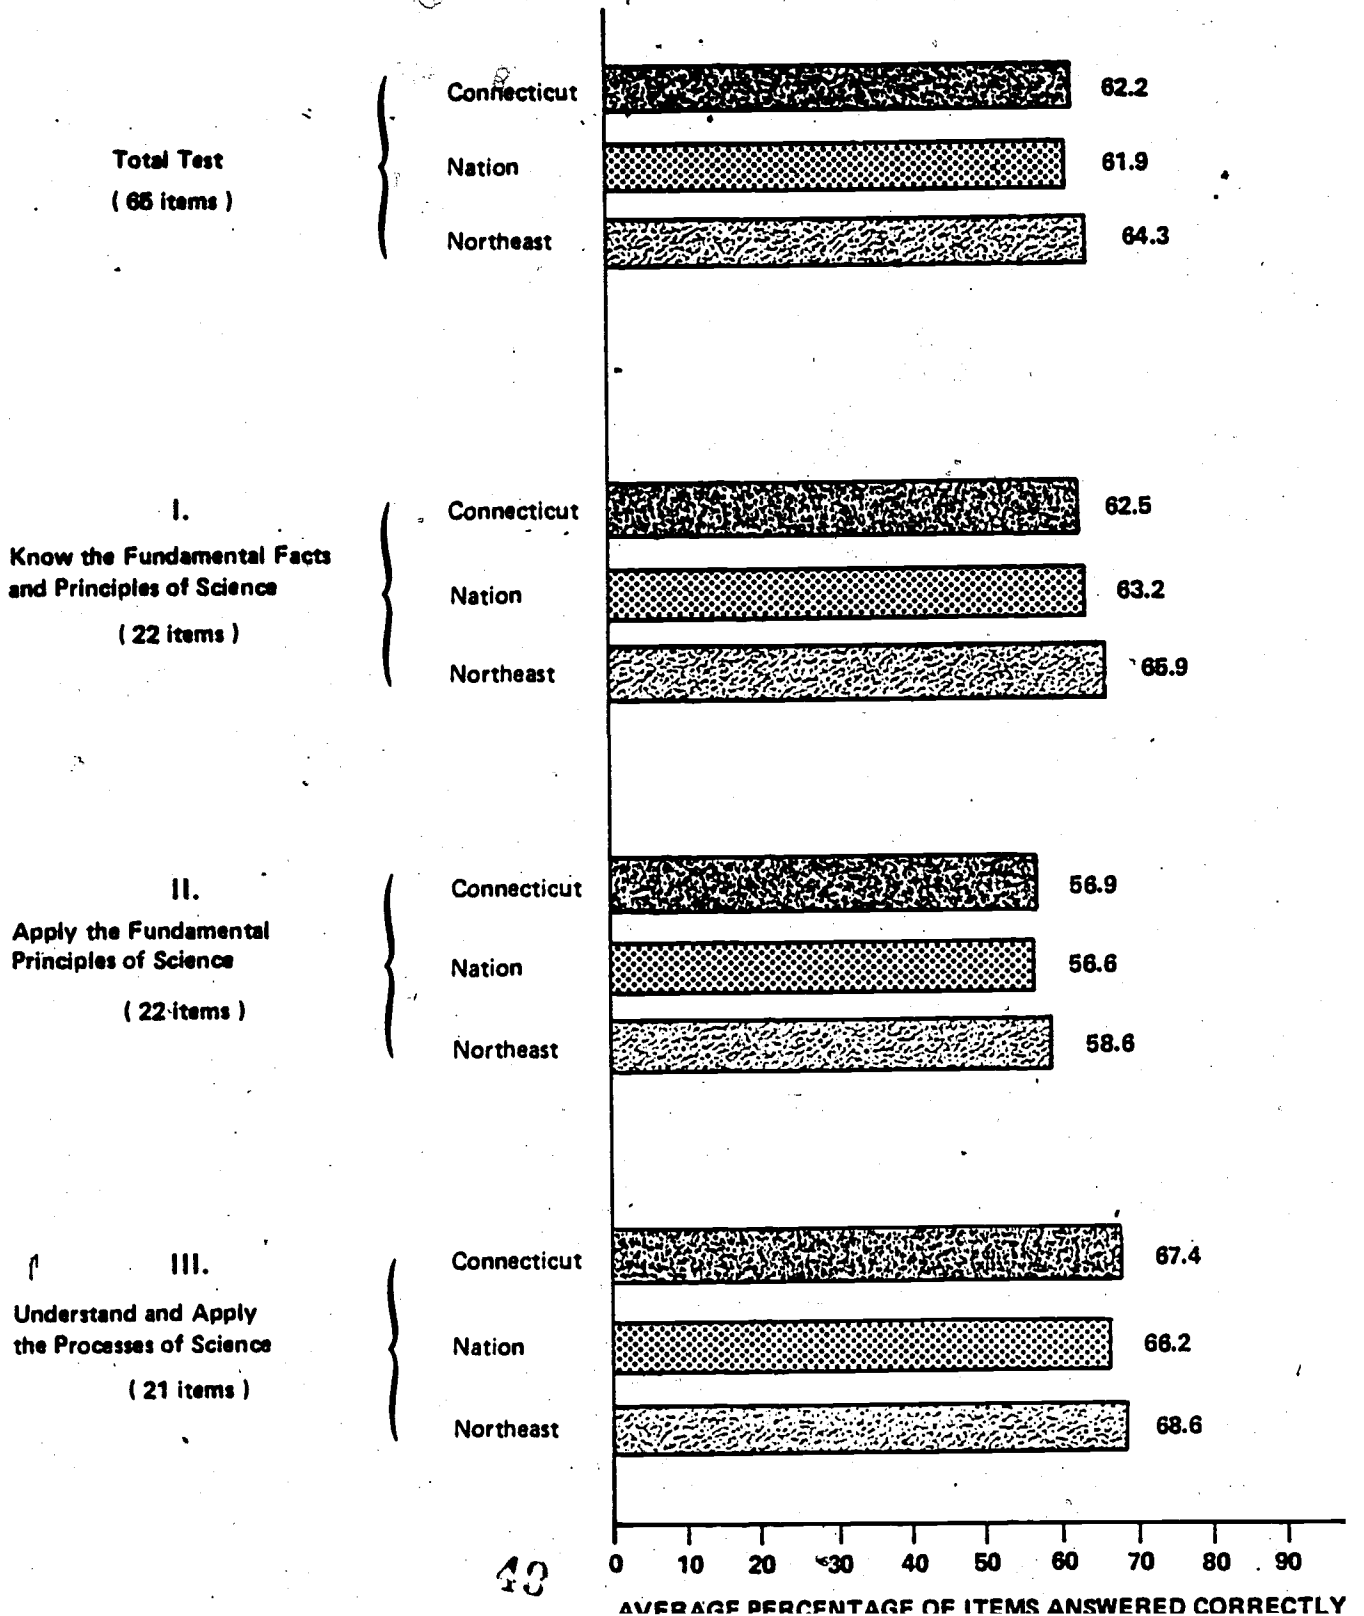 Total Test
( 65 items )
Connecticut 62.2
Nation 61.9
Northeast 64.3
I.
Know the Fundamental Facts
and Principles of Science
( 22 items )
Connecticut 62.5
Nation 63.2
Northeast 65.9
II.
Apply the Fundamental
Principles of Science
( 22 items )
Connecticut 56.9
Nation 56.6
Northeast 58.6
III.
Understand and Apply
the Processes of Science
( 21 items )
Connecticut 67.4
Nation 66.2
Northeast 68.6
0 10 20 30 40 50 60 70 80 90
AVERAGE PERCENTAGE OF ITEMS ANSWERED CORRECTLY